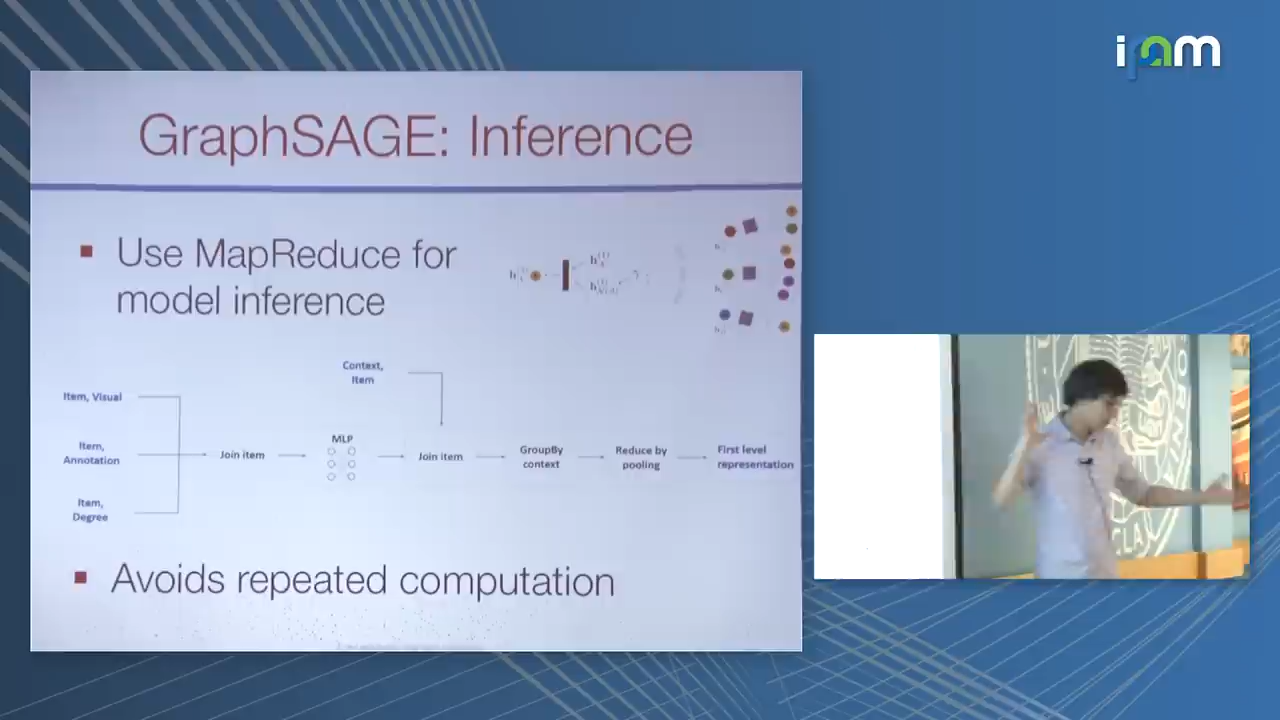 ipam
GraphSAGE: Inference
Use MapReduce for
model inference
Context,
Item
Item, Visual
Item,
Annotation
Item,
Degree
Join item
MLP
Join item
GroupBy
context
Reduce by
pooling
First level
representation
Avoids repeated computation
CLA